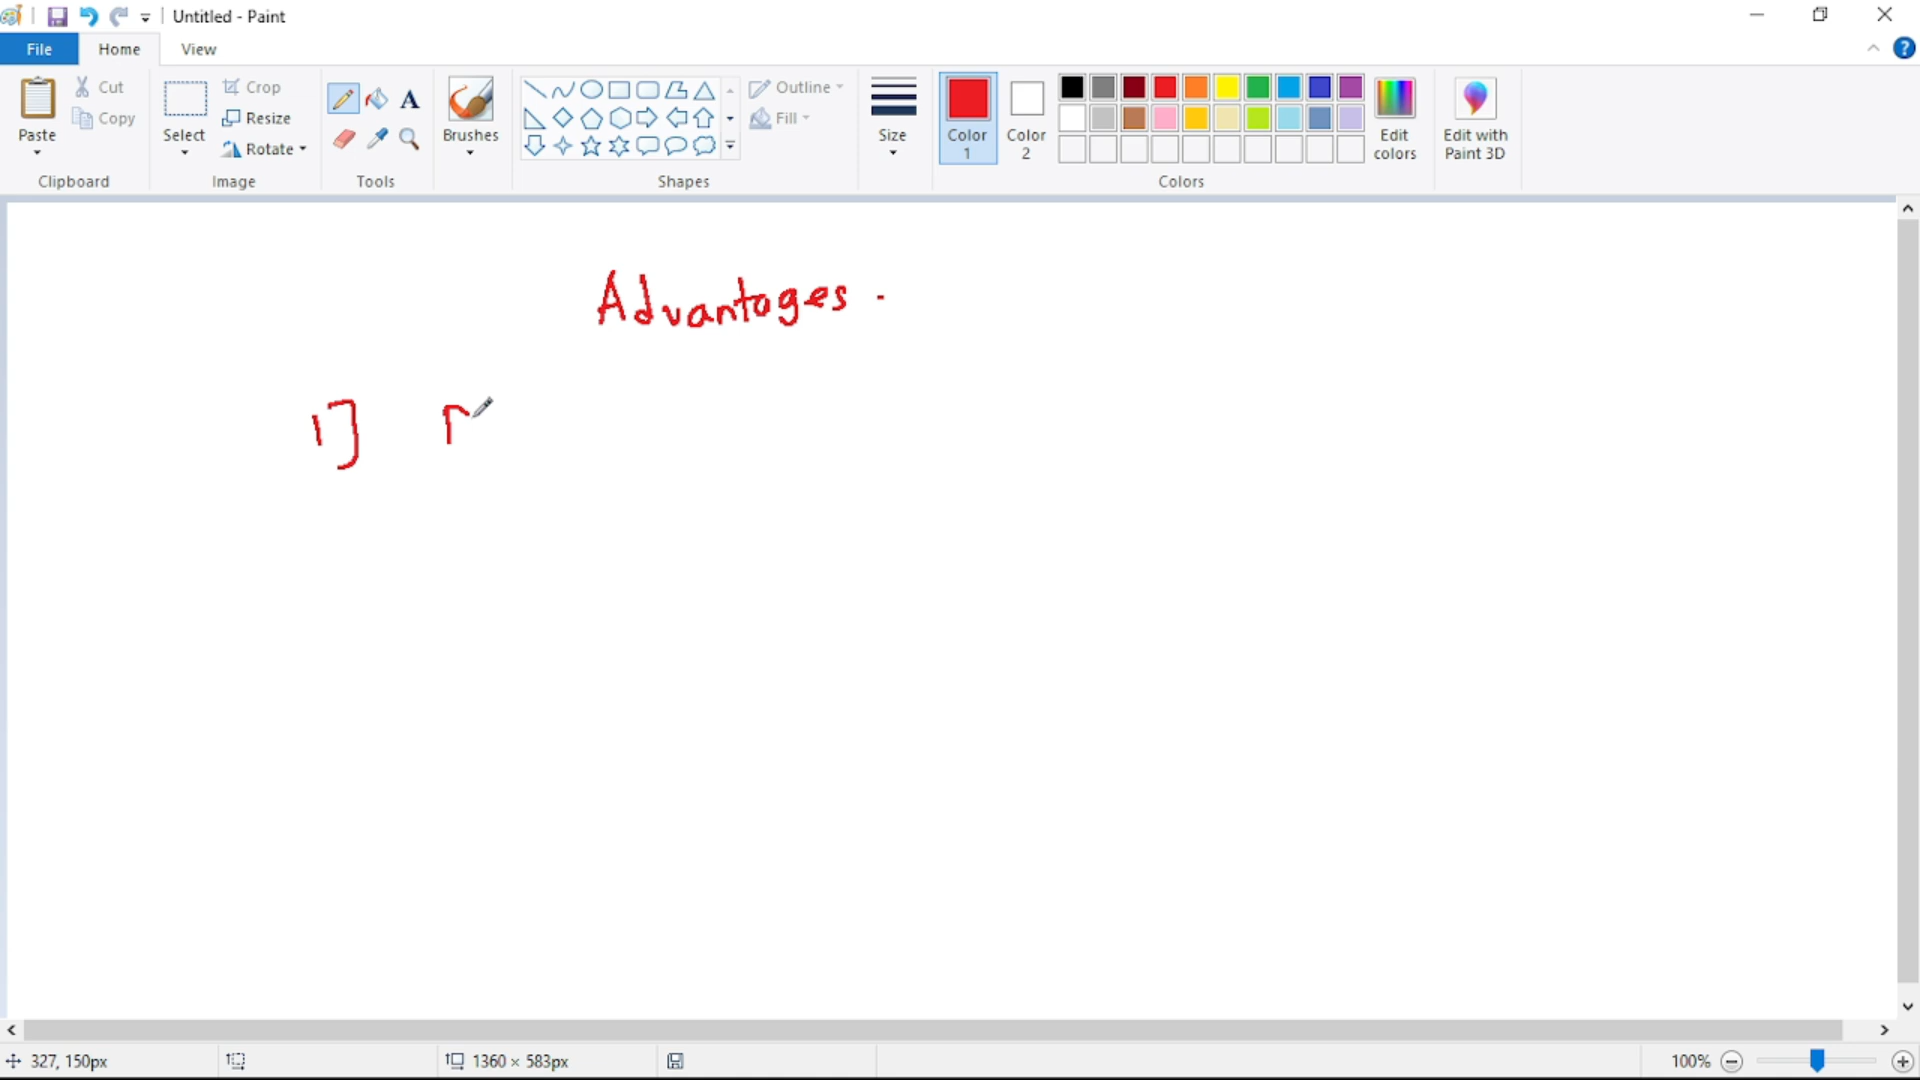 Untitled - Paint
File Home View
Paste Cut Copy Clipboard
Select Crop Resize Rotate Image
A Tools
Brushes
Outline Fill Shapes
Size
Color 1 Color 2 Edit colors Colors
Edit with Paint 3D
Advantages.
1]
327, 150px 1360 × 583px 100%